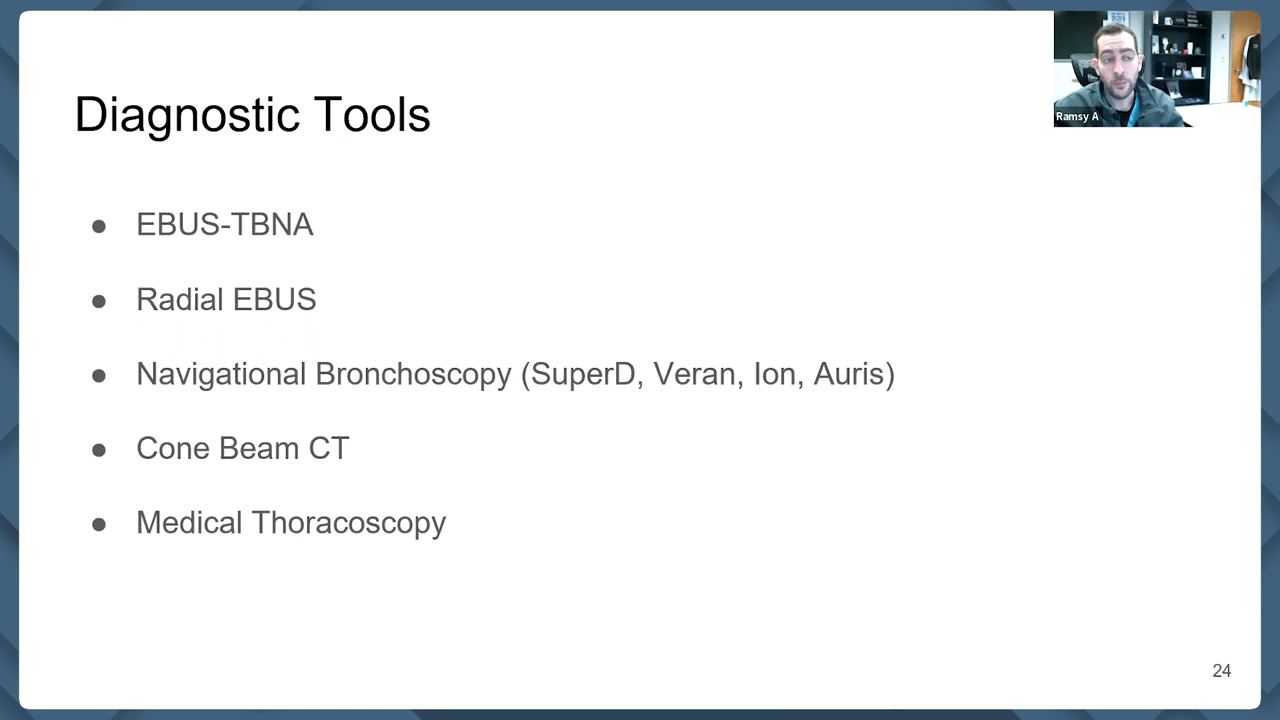 Diagnostic Tools
Ramsy A
● EBUS-TBNA
● Radial EBUS
● Navigational Bronchoscopy (SuperD, Veran, Ion, Auris)
● Cone Beam CT
● Medical Thoracoscopy
24